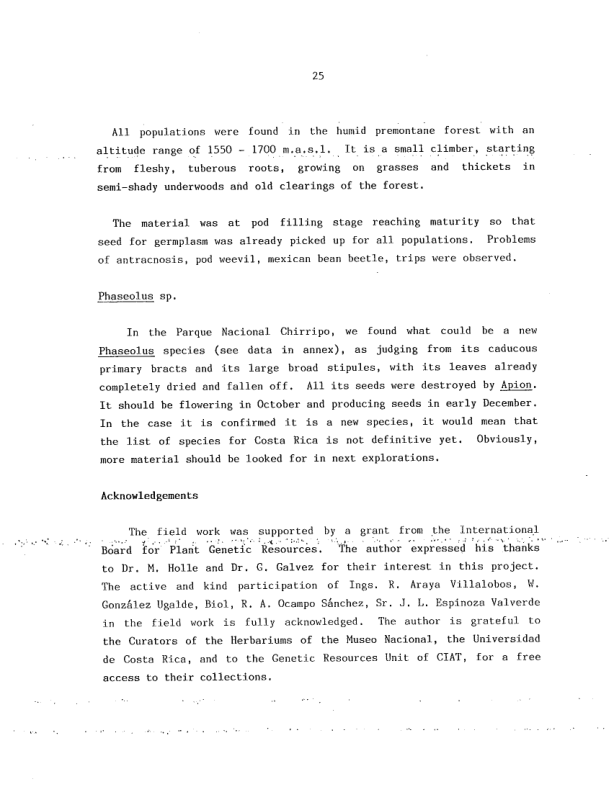 25
All populations were found in the humid premontane forest with an
altitude range of 1550 - 1700 m.a.s.l. It is a small climber, starting
from fleshy, tuberous roots, growing on grasses and thickets in
semi-shady underwoods and old clearings of the forest.
The material was at pod filling stage reaching maturity so that
seed for germplasm was already picked up for all populations. Problems
of antracnosis, pod weevil, mexican bean beetle, trips were observed.
Phaseolus sp.
In the Parque Nacional Chirripo, we found what could be a new
Phaseolus species (see data in annex), as judging from its caducous
primary bracts and its large broad stipules, with its leaves already
completely dried and fallen off. All its seeds were destroyed by Apion.
It should be flowering in October and producing seeds in early December.
In the case it is confirmed it is a new species, it would mean that
the list of species for Costa Rica is not definitive yet. Obviously,
more material should be looked for in next explorations.
Acknowledgements
The field work was supported by a grant from the International
Board for Plant Genetic Resources. The author expressed his thanks
to Dr. M. Holle and Dr. G. Galvez for their interest in this project.
The active and kind participation of Ings. R. Araya Villalobos, W.
González Ugalde, Biol, R. A. Ocampo Sánchez, Sr. J. L. Espinoza Valverde
in the field work is fully acknowledged. The author is grateful to
the Curators of the Herbariums of the Museo Nacional, the Universidad
de Costa Rica, and to the Genetic Resources Unit of CIAT, for a free
access to their collections.